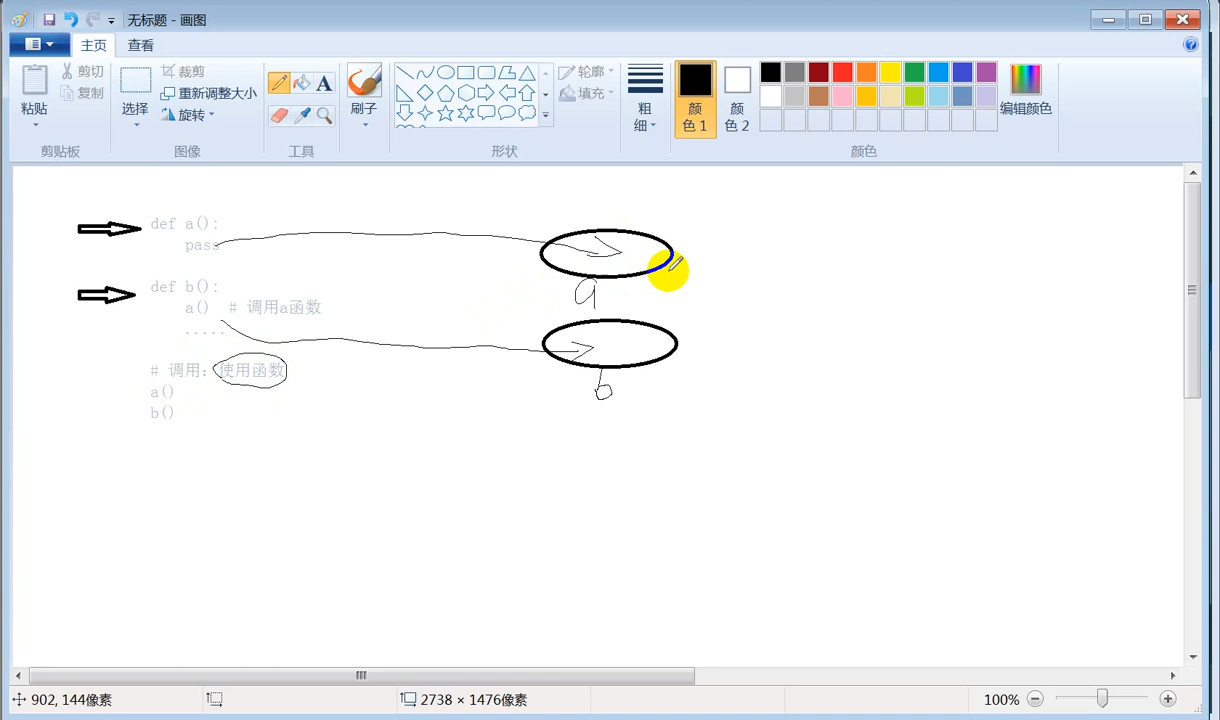 无标题 - 画图
主页 查看
粘贴
剪切
复制
剪贴板
选择
裁剪
重新调整大小
旋转
图像
A
工具
刷子
形状
轮廓
填充
粗
细
颜
色 1
颜
色 2
颜色
编辑颜色
def a():
pass
def b():
a() # 调用a函数
.....
# 调用：使用函数
a()
b()
a
b
902, 144像素
2738 × 1476像素
100%